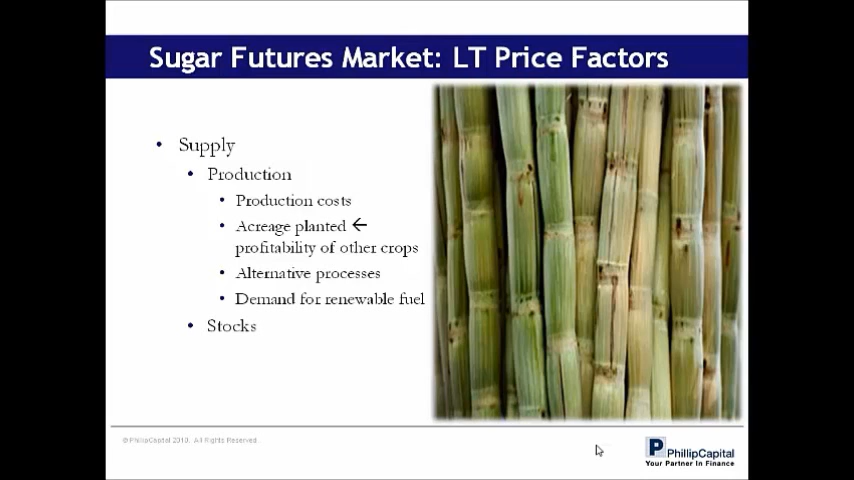 Sugar Futures Market: LT Price Factors
• Supply
• Production
• Production costs
• Acreage planted ←
profitability of other crops
• Alternative processes
• Demand for renewable fuel
• Stocks
© PhillipCapital 2010. All Rights Reserved.
P PhillipCapital
Your Partner In Finance